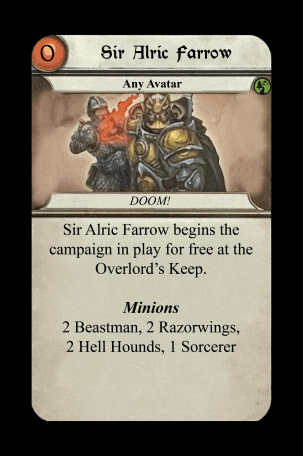 0 Sir Alric Farrow
Any Avatar
DOOM!
Sir Alric Farrow begins the
campaign in play for free at the
Overlord's Keep.
Minions
2 Beastman, 2 Razorwings,
2 Hell Hounds, 1 Sorcerer